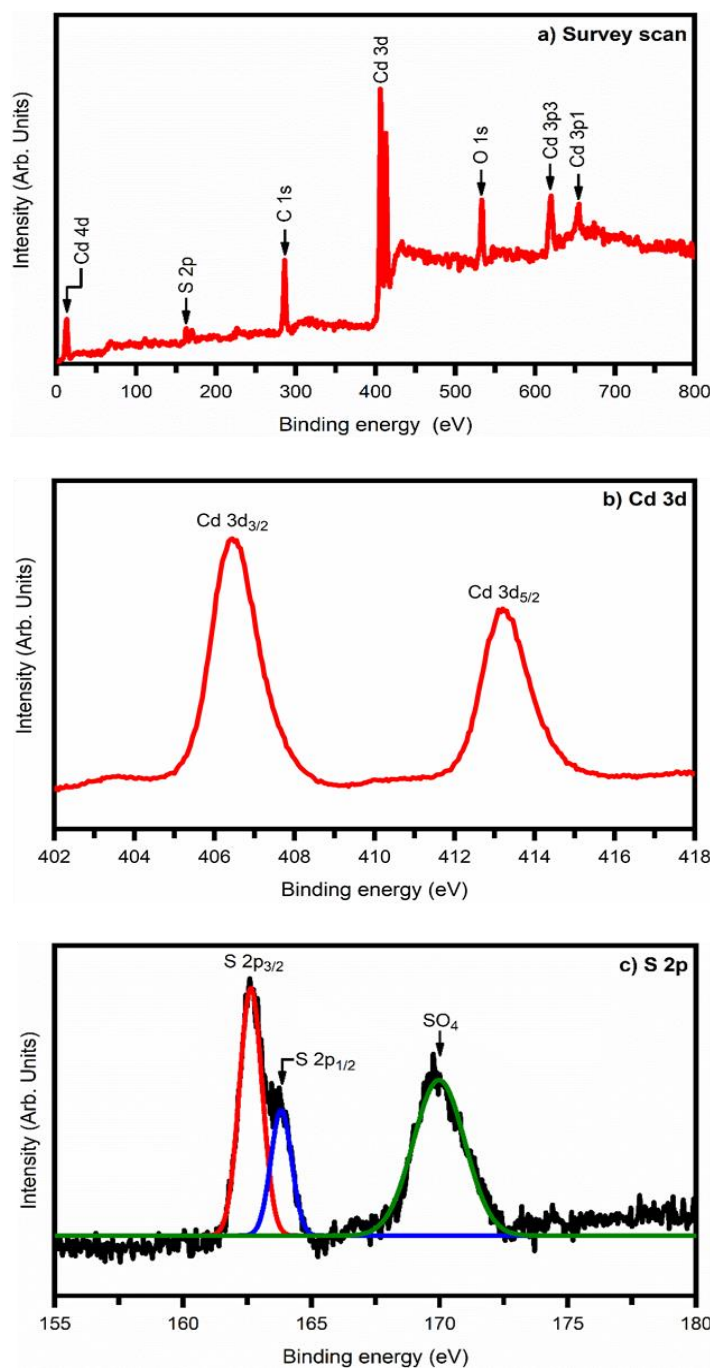 a) Survey scan
Cd 4d
S 2p
C 1s
Cd 3d
O 1s
Cd 3p3
Cd 3p1
Intensity (Arb. Units)
0 100 200 300 400 500 600 700 800
Binding energy (eV)
b) Cd 3d
Cd 3d3/2
Cd 3d5/2
Intensity (Arb. Units)
402 404 406 408 410 412 414 416 418
Binding energy (eV)
c) S 2p
S 2p3/2
S 2p1/2
SO4
Intensity (Arb. Units)
155 160 165 170 175 180
Binding energy (eV)